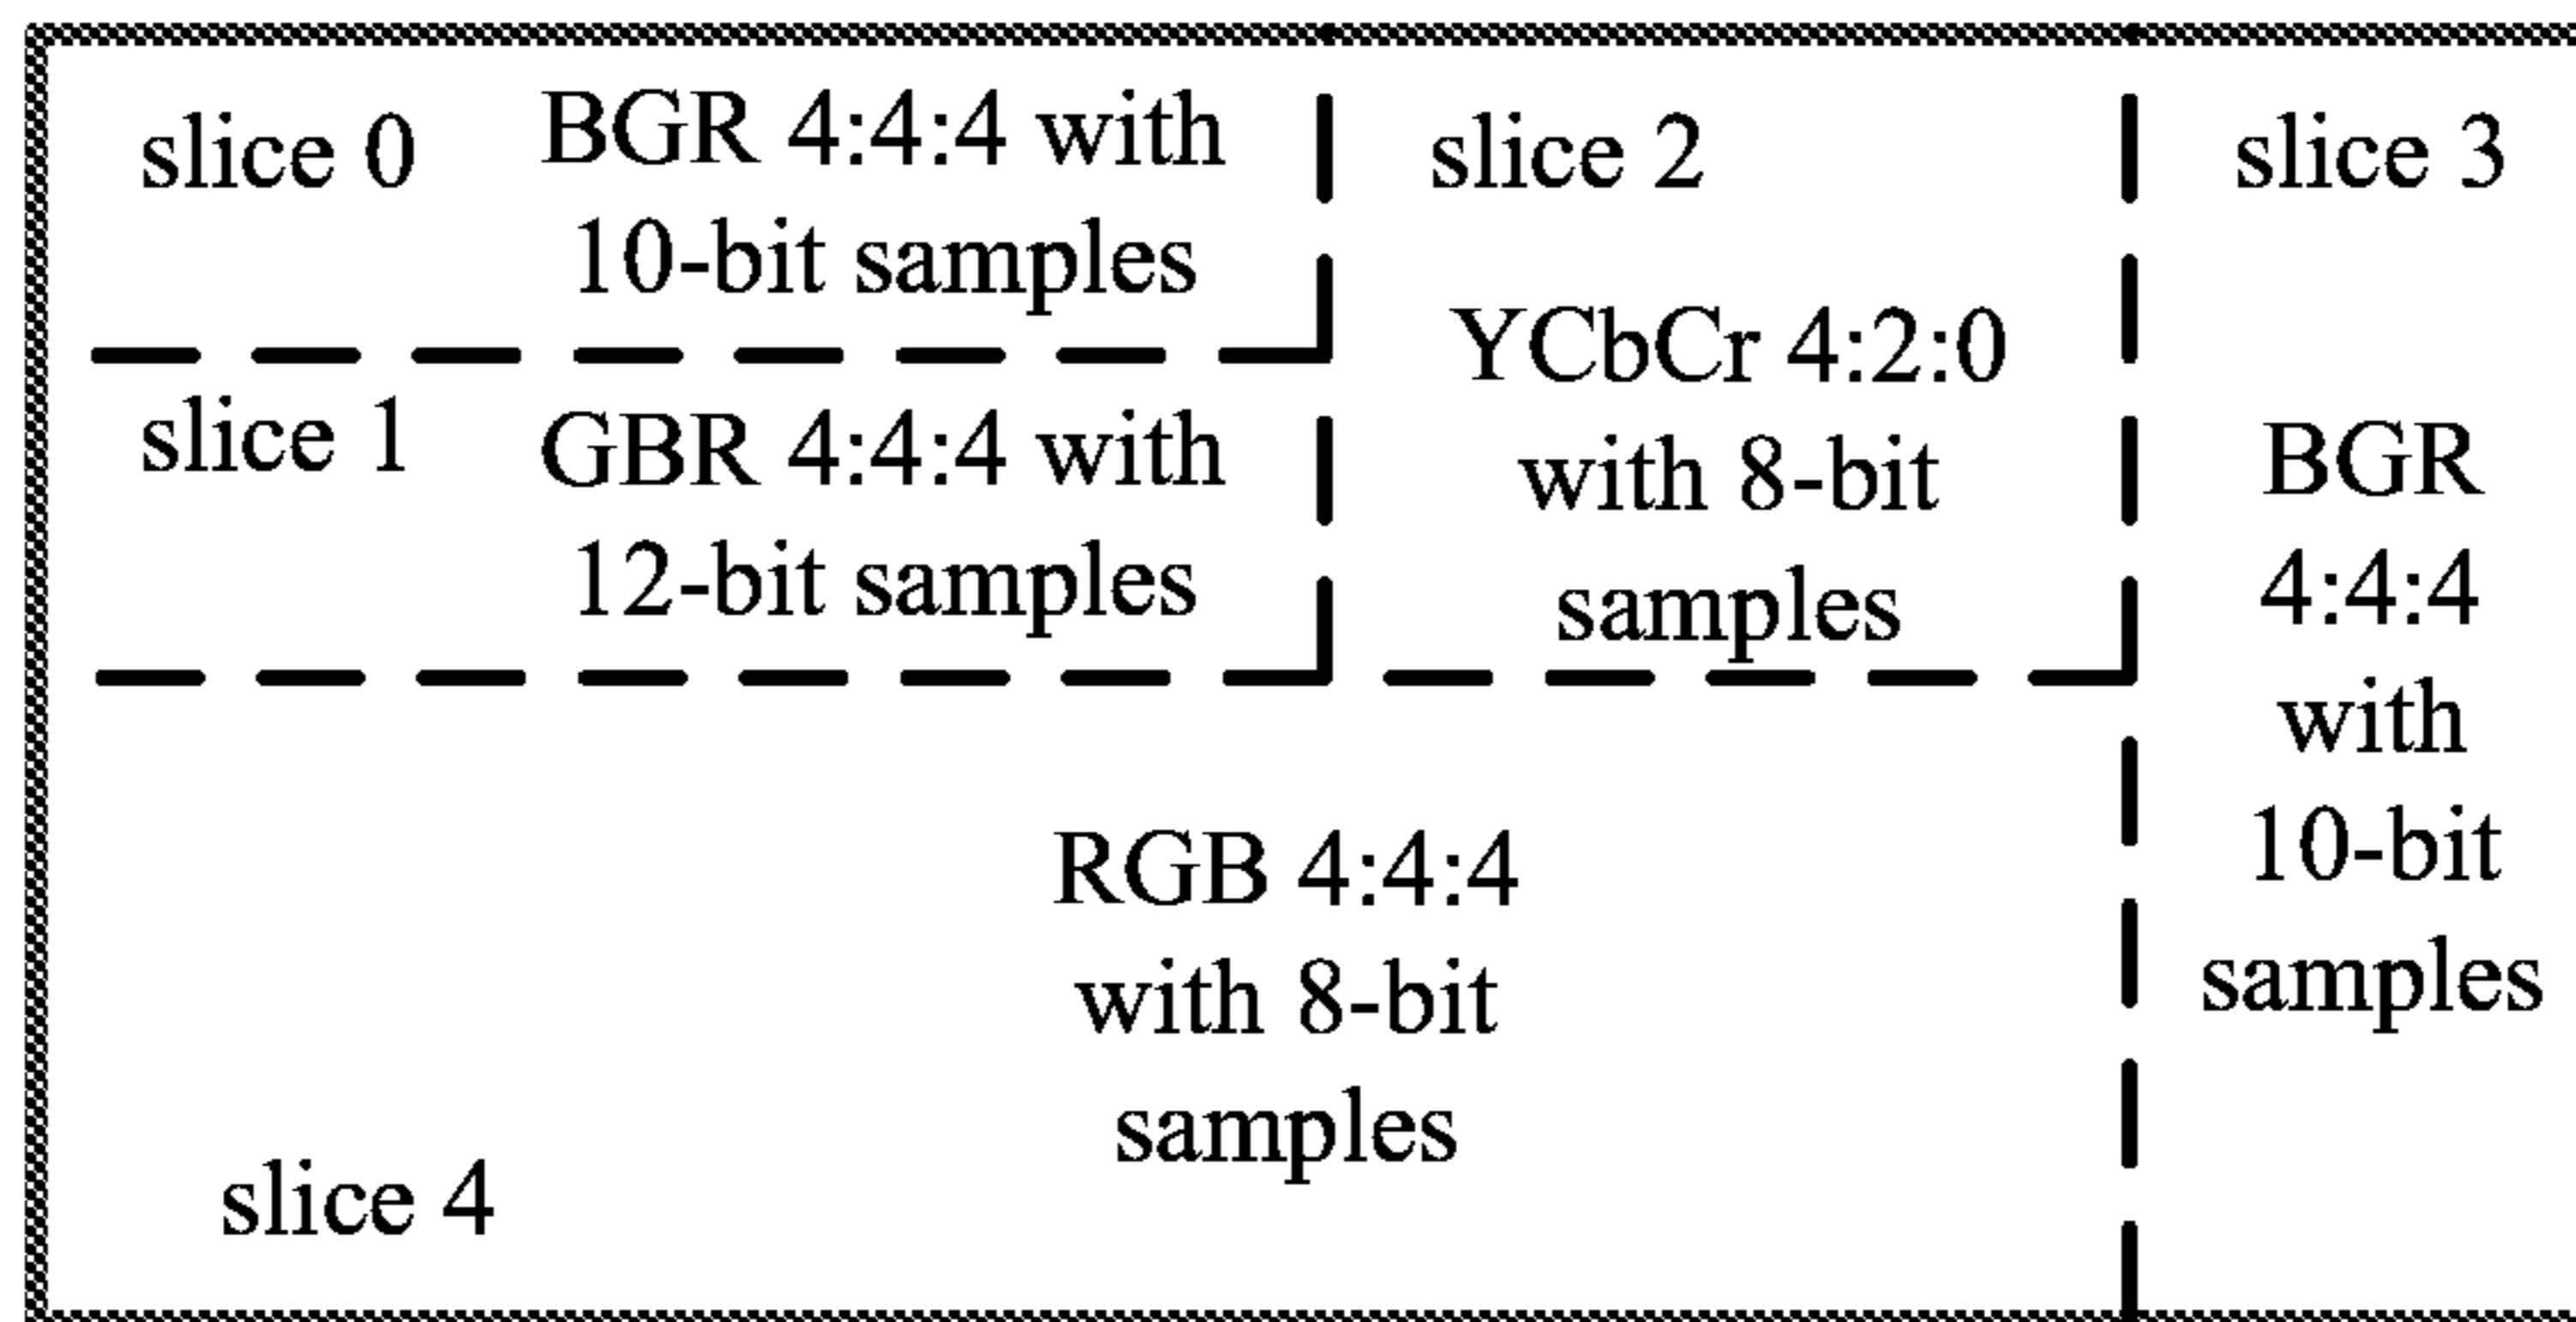 slice 0
BGR 4:4:4 with
10-bit samples
slice 1
GBR 4:4:4 with
12-bit samples
slice 2
YCbCr 4:2:0
with 8-bit
samples
slice 3
BGR
4:4:4
with
10-bit
samples
RGB 4:4:4
with 8-bit
samples
slice 4